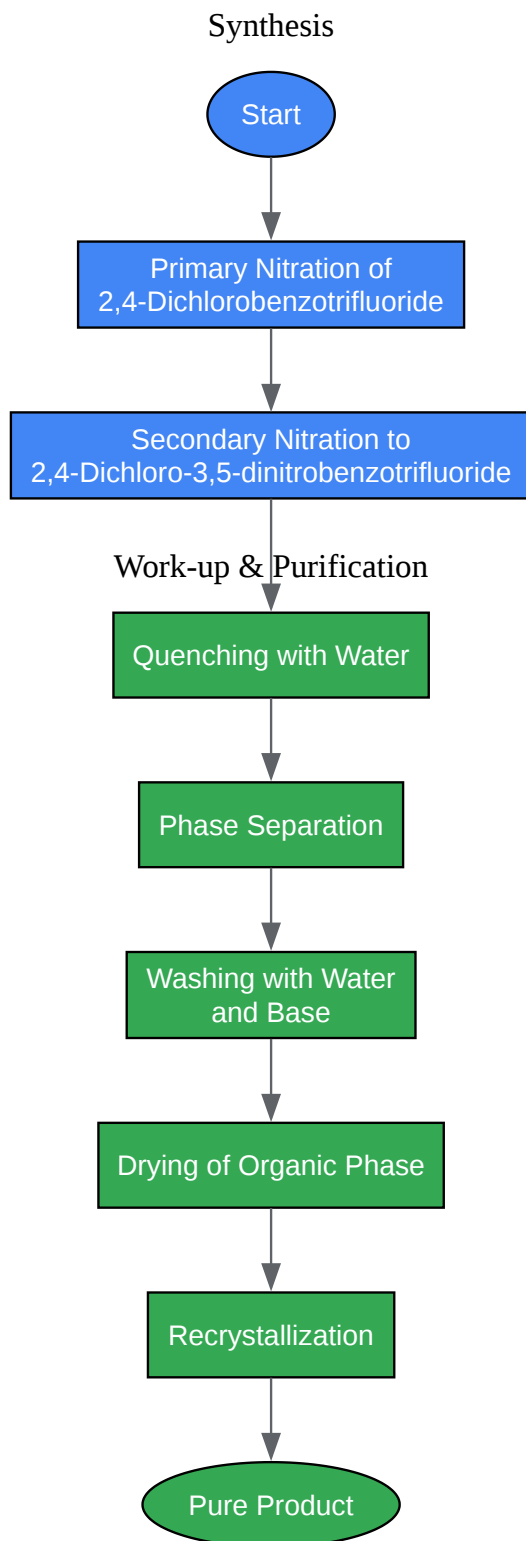 Synthesis
Start
Primary Nitration of
2,4-Dichlorobenzotrifluoride
Secondary Nitration to
2,4-Dichloro-3,5-dinitrobenzotrifluoride
Work-up & Purification
Quenching with Water
Phase Separation
Washing with Water
and Base
Drying of Organic Phase
Recrystallization
Pure Product